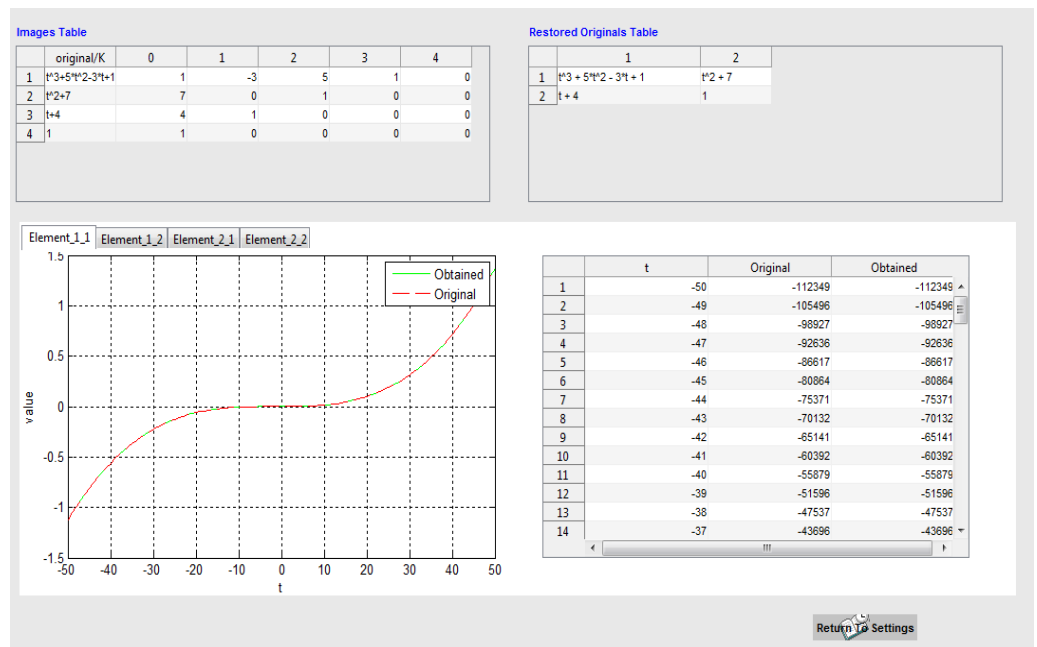 Images Table
original/K 0 1 2 3 4
1 t^3+5*t^2-3*t+1 1 -3 5 1 0
2 t^2+7 7 0 1 0 0
3 t+4 4 1 0 0 0
4 1 1 0 0 0 0
Restored Originals Table
1 2
1 t^3 + 5*t^2 - 3*t + 1 t^2 + 7
2 t + 4 1
Element_1_1 Element_1_2 Element_2_1 Element_2_2
1.5
1
0.5
0
-0.5
-1
-1.5
value
-50 -40 -30 -20 -10 0 10 20 30 40 50
t
Obtained
Original
t Original Obtained
1 -50 -112349 -112349
2 -49 -105496 -105496
3 -48 -98927 -98927
4 -47 -92636 -92636
5 -46 -86617 -86617
6 -45 -80864 -80864
7 -44 -75371 -75371
8 -43 -70132 -70132
9 -42 -65141 -65141
10 -41 -60392 -60392
11 -40 -55879 -55879
12 -39 -51596 -51596
13 -38 -47537 -47537
14 -37 -43696 -43696
Return To Settings